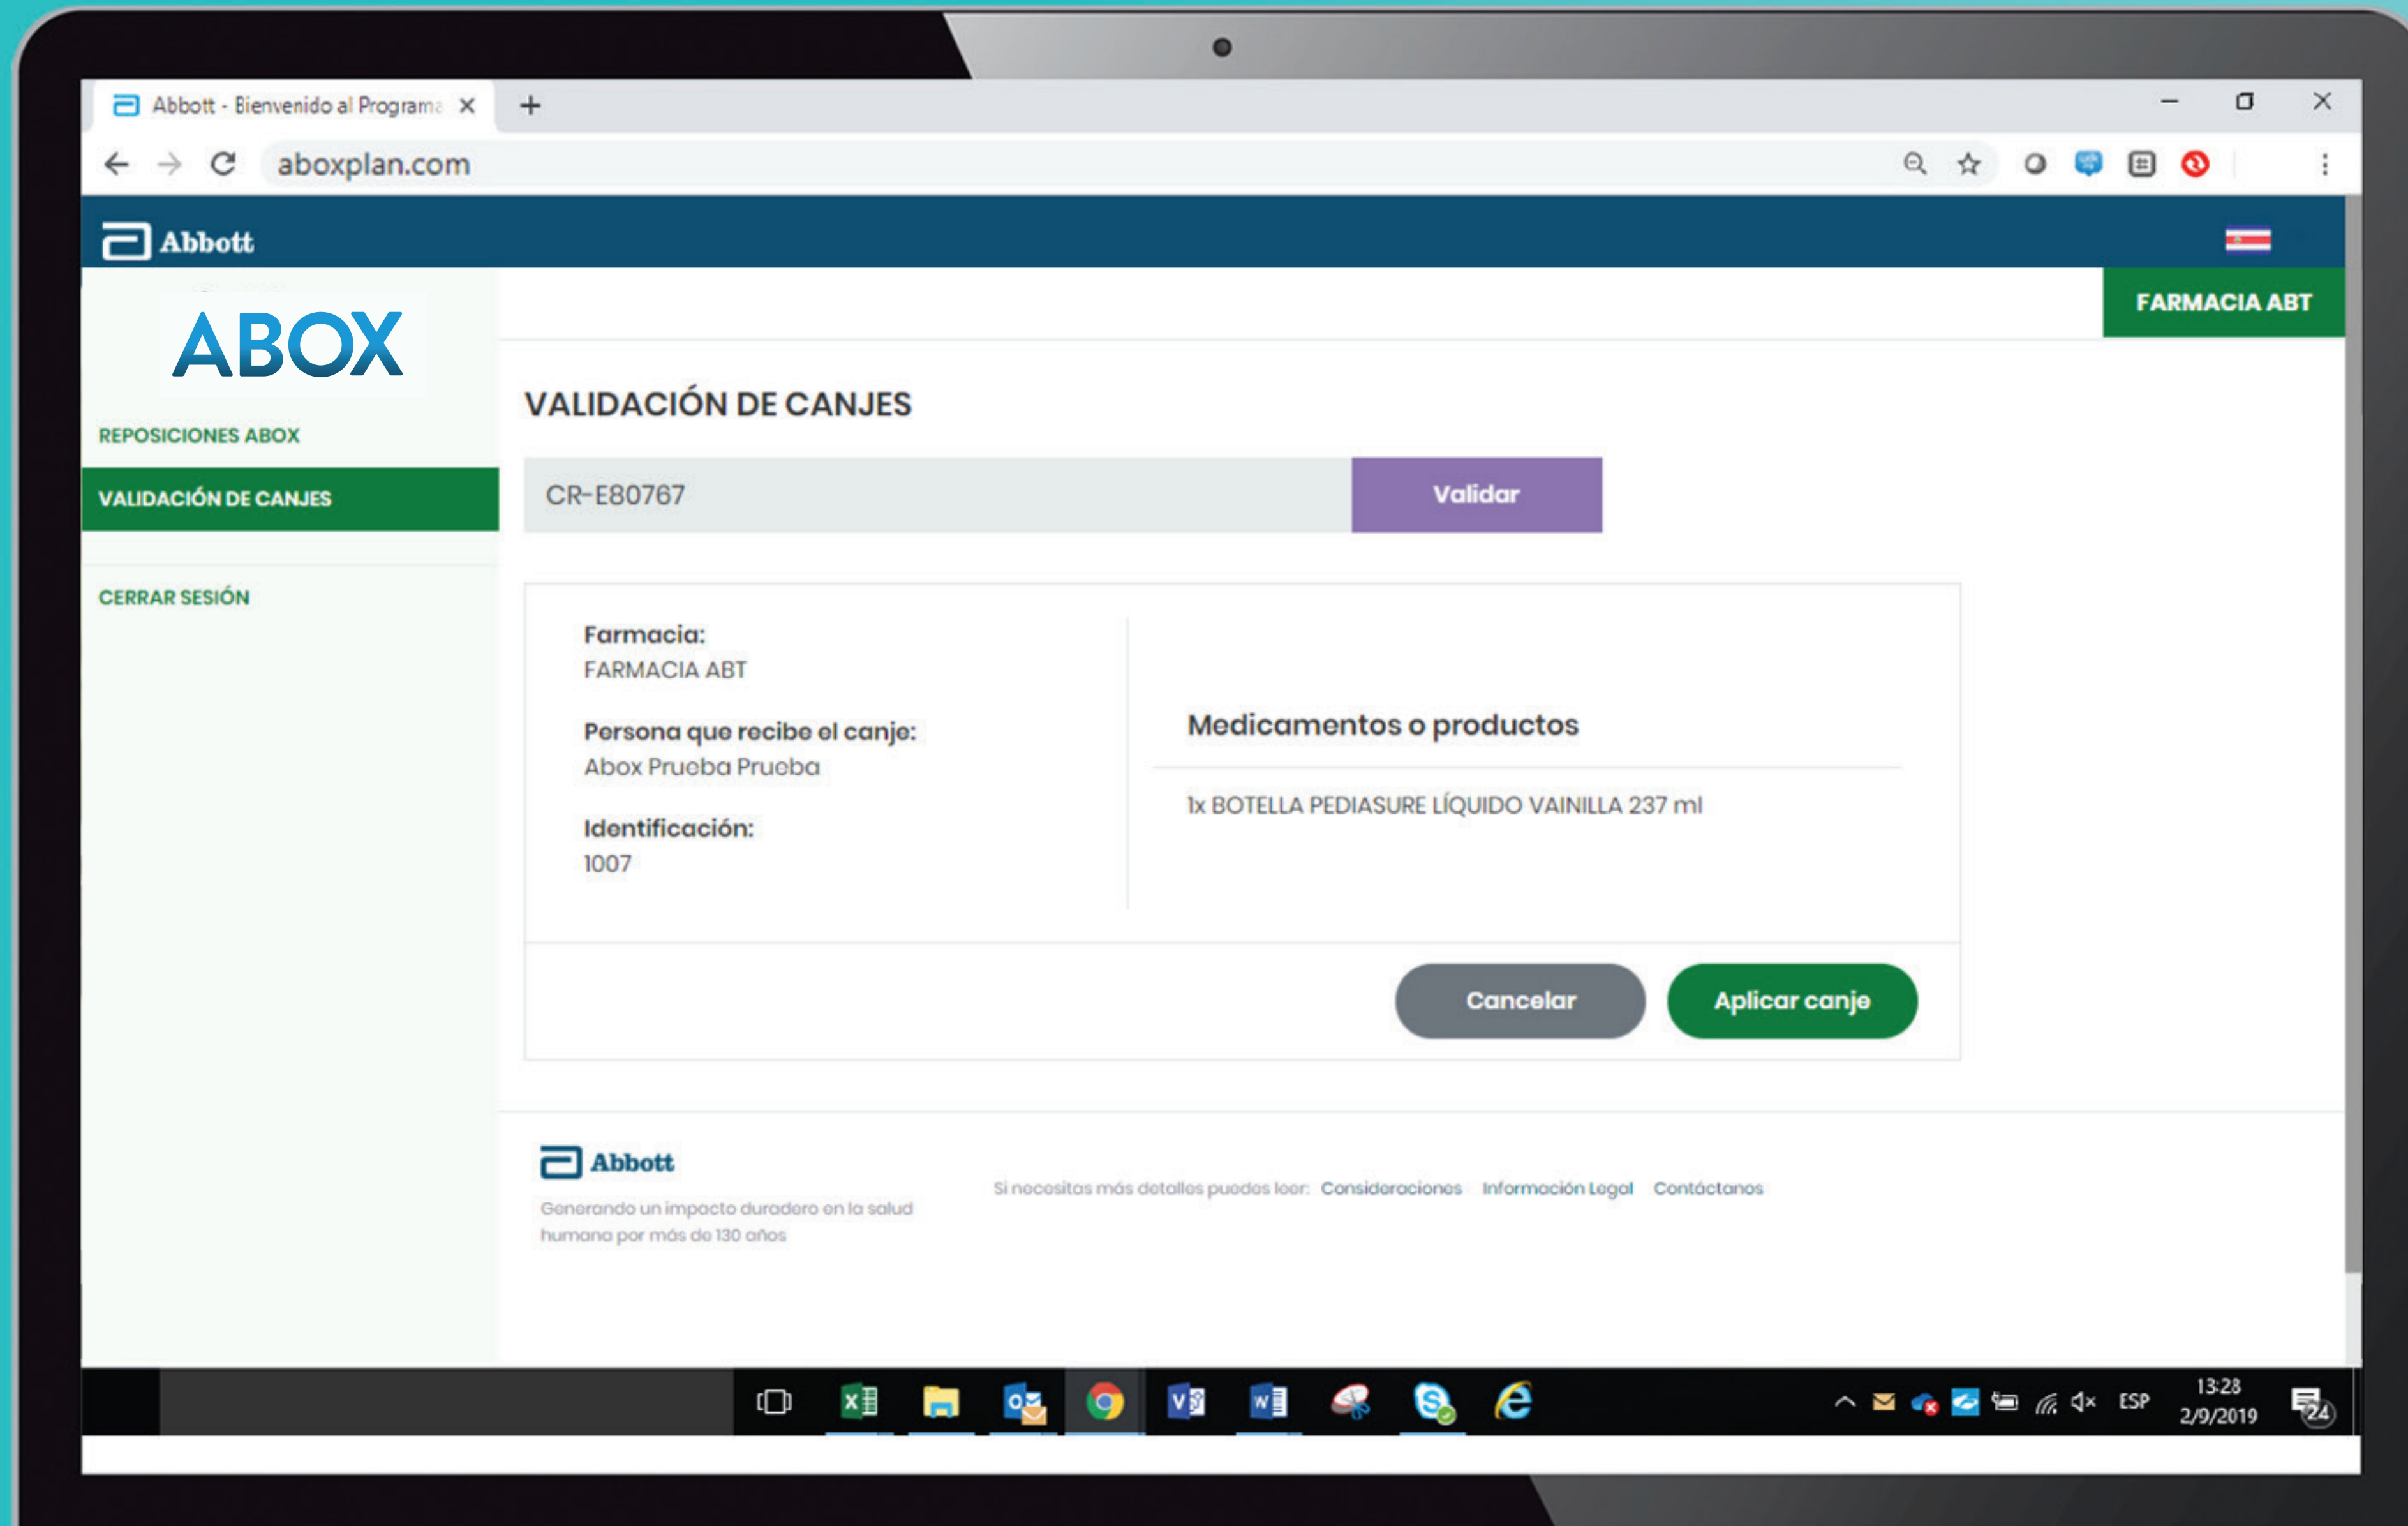 Abbott - Bienvenido al Programa
aboxplan.com
Abbott
ABOX
FARMACIA ABT
REPOSICIONES ABOX
VALIDACIÓN DE CANJES
CERRAR SESIÓN
VALIDACIÓN DE CANJES
CR-E80767
Validar
Farmacia:
FARMACIA ABT
Persona que recibe el canje:
Abox Prueba Prueba
Identificación:
1007
Medicamentos o productos
1x BOTELLA PEDIASURE LÍQUIDO VAINILLA 237 ml
Cancelar
Aplicar canje
Abbott
Generando un impacto duradero en la salud
humana por más de 130 años
Si necesitas más detalles puedes leer: Consideraciones Información Legal Contáctanos
ESP
13:28
2/9/2019
24